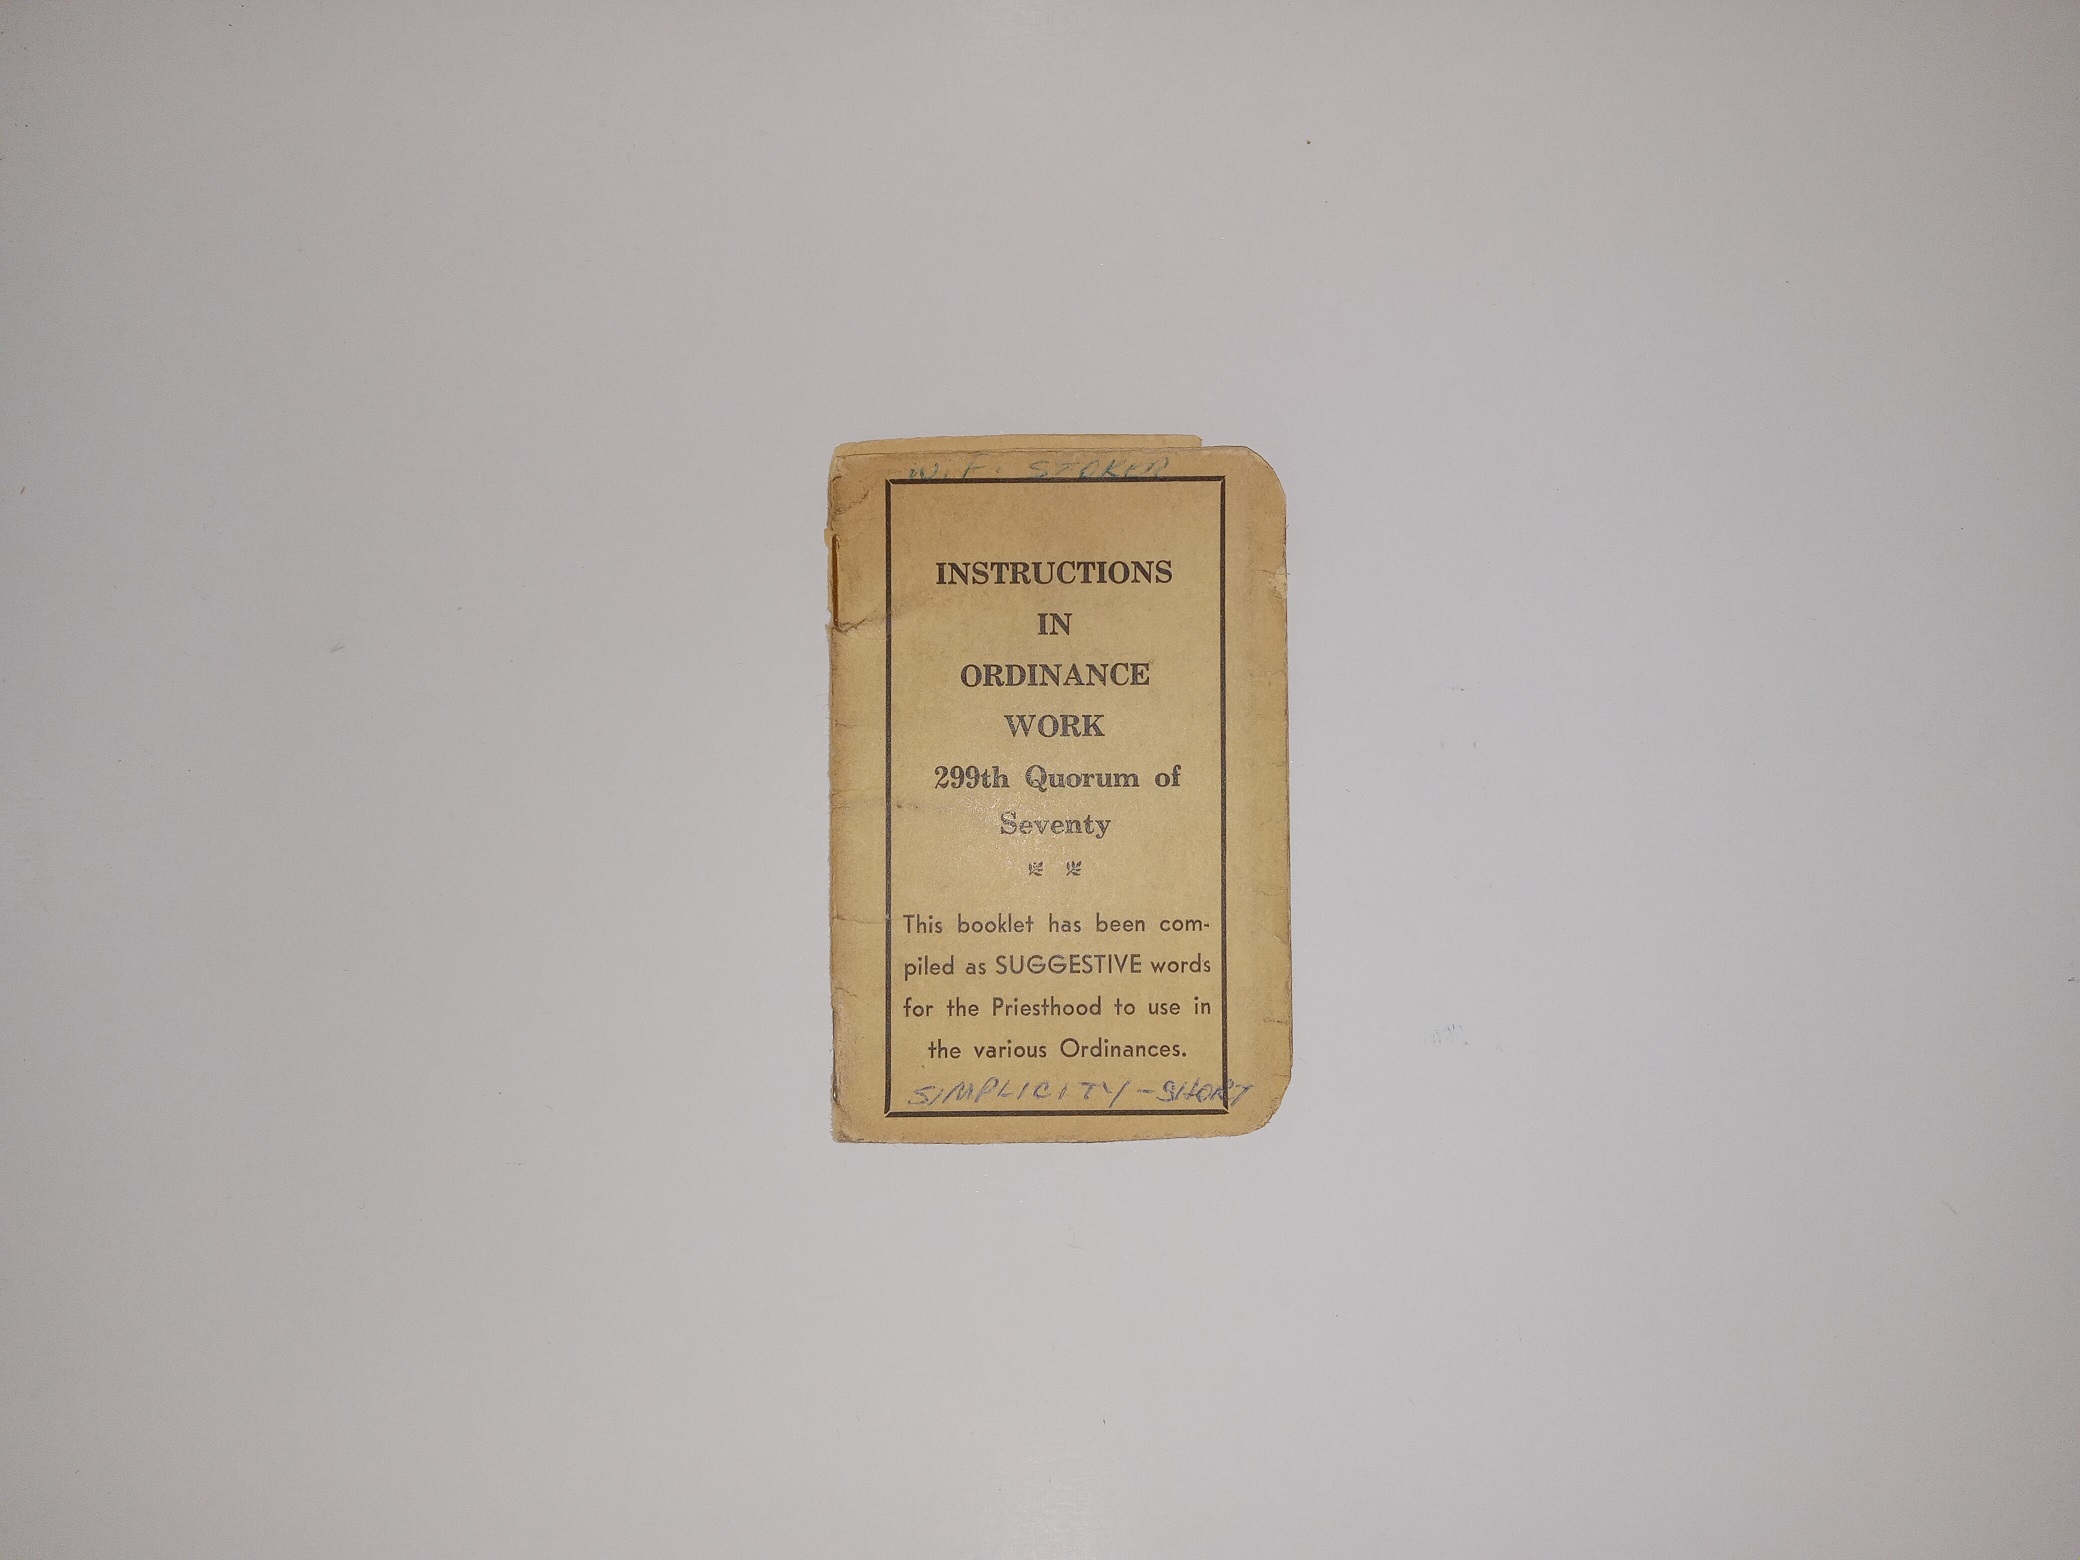 W. F. STOKER
INSTRUCTIONS
IN
ORDINANCE
WORK
299th Quorum of
Seventy
This booklet has been com-
piled as SUGGESTIVE words
for the Priesthood to use in
the various Ordinances.
SIMPLICITY - SHORT